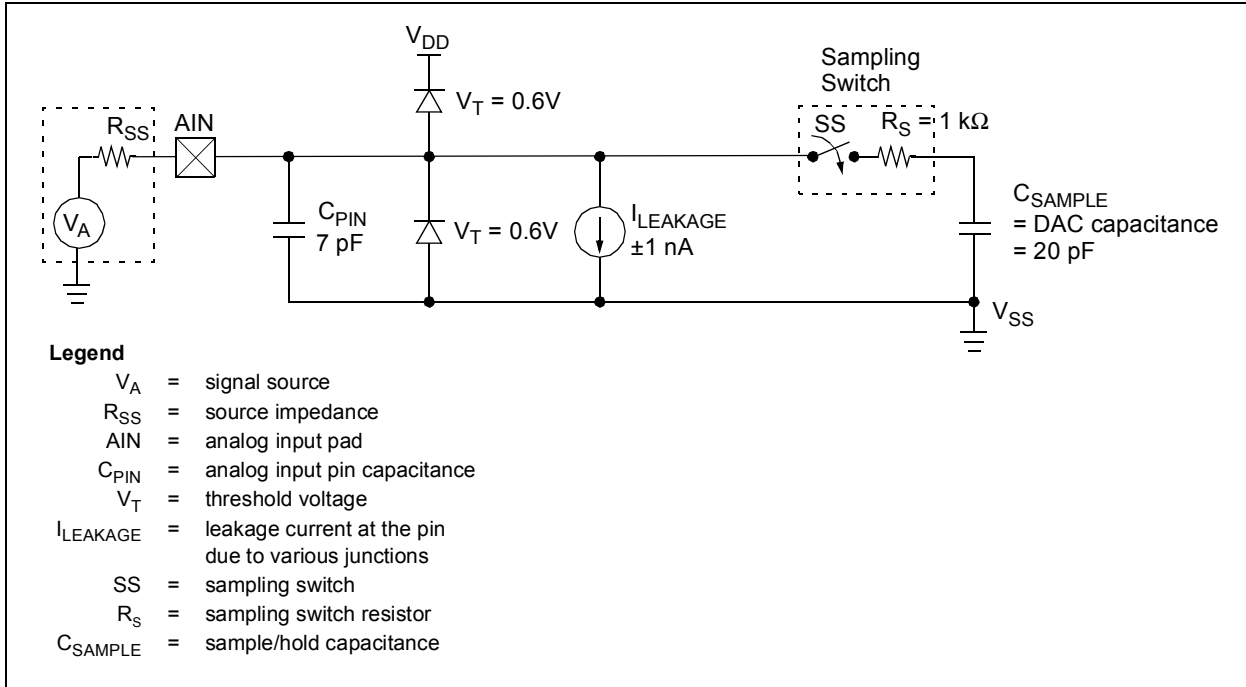 V_DD
Sampling
Switch
R_SS
AIN
V_T = 0.6V
SS
R_S = 1 kΩ
V_A
C_PIN
7 pF
V_T = 0.6V
I_LEAKAGE
±1 nA
C_SAMPLE
= DAC capacitance
= 20 pF
V_SS
Legend
V_A = signal source
R_SS = source impedance
AIN = analog input pad
C_PIN = analog input pin capacitance
V_T = threshold voltage
I_LEAKAGE = leakage current at the pin
due to various junctions
SS = sampling switch
R_S = sampling switch resistor
C_SAMPLE = sample/hold capacitance